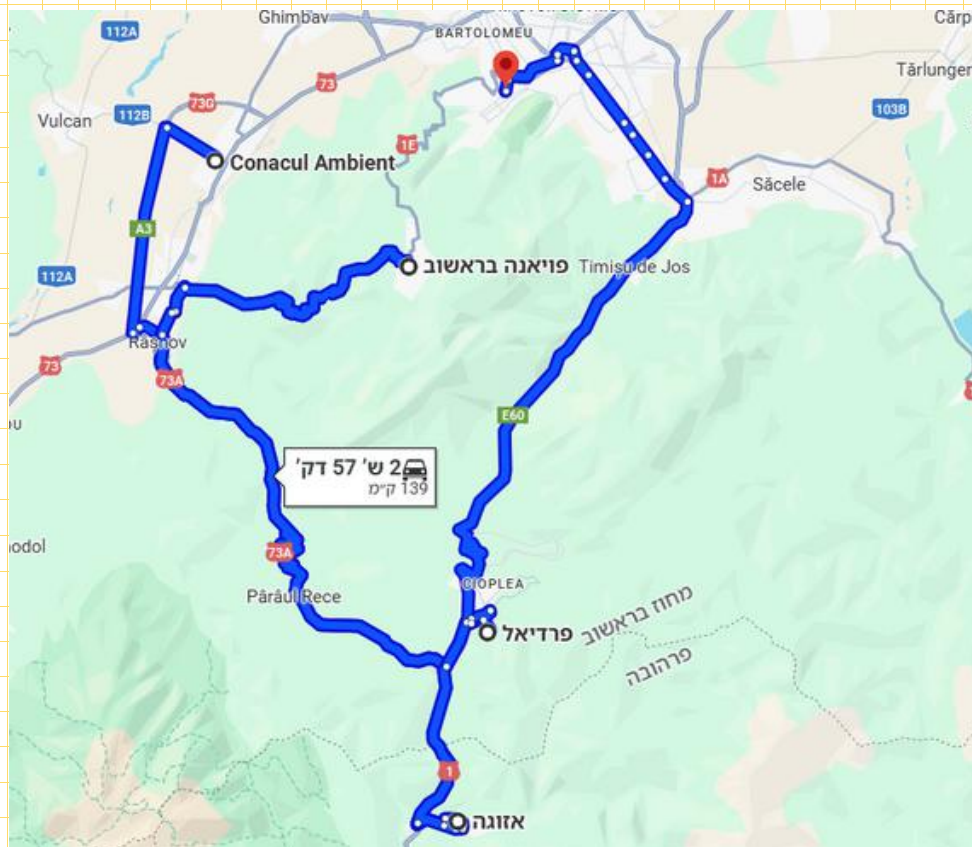 Ghimbav
BARTOLOMEU
112A
73
73G
112B
Vulcan
Tărlunger
103B
1E
Conacul Ambient
1A
Săcele
A3
112A
פויאנה בראשוב
Timișu de Jos
Râșnov
73
73A
E60
2 ש' 57 דק'
139 ק״מ
73A
CIOPLEA
Pârâul Rece
מחוז בראשוב
פרדיאל
פרהובה
1
אזוגה